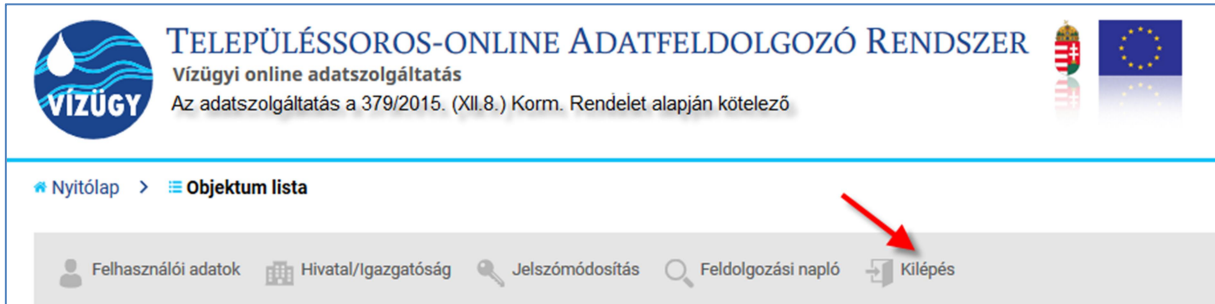 TELEPÜLÉSSOROS-ONLINE ADATFELDOLGOZÓ RENDSZER
Vízügyi online adatszolgáltatás
Az adatszolgáltatás a 379/2015. (XII.8.) Korm. Rendelet alapján kötelező
VÍZÜGY
Nyitólap > Objektum lista
Felhasználói adatok Hivatal/Igazgatóság Jelszómódosítás Feldolgozási napló Kilépés